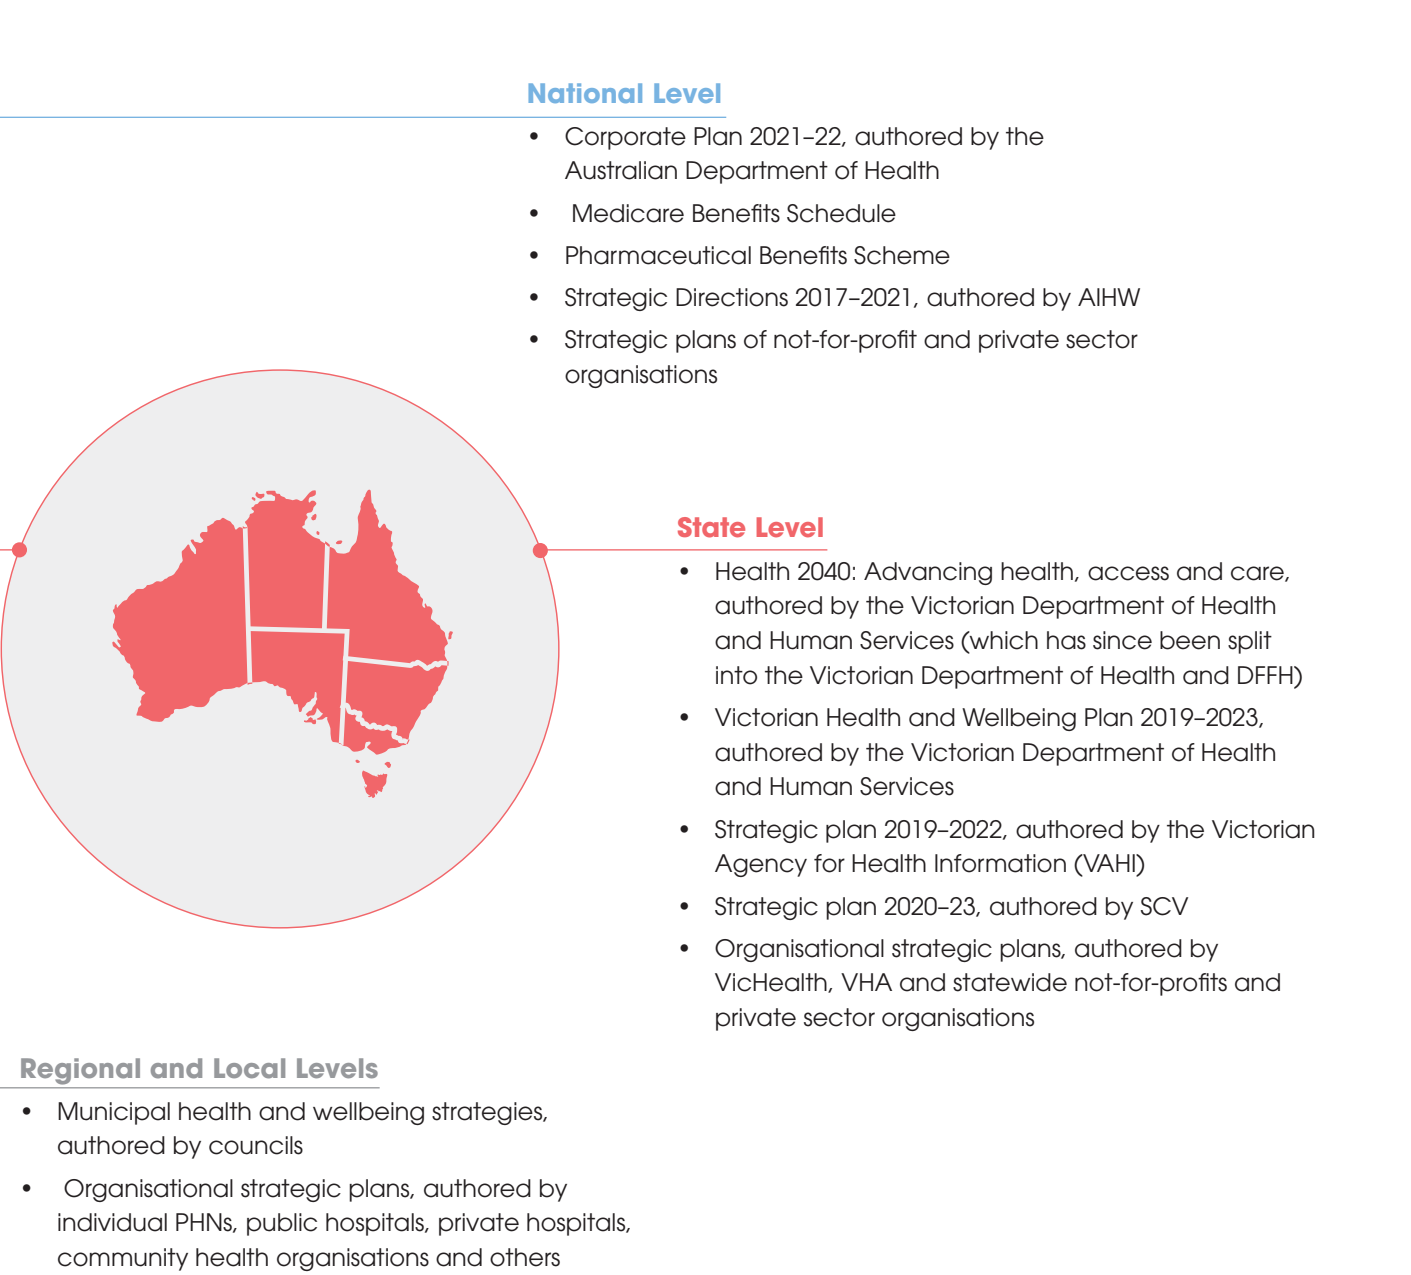 National Level
• Corporate Plan 2021–22, authored by the
Australian Department of Health
• Medicare Benefits Schedule
• Pharmaceutical Benefits Scheme
• Strategic Directions 2017–2021, authored by AIHW
• Strategic plans of not-for-profit and private sector
organisations
State Level
• Health 2040: Advancing health, access and care,
authored by the Victorian Department of Health
and Human Services (which has since been split
into the Victorian Department of Health and DFFH)
• Victorian Health and Wellbeing Plan 2019–2023,
authored by the Victorian Department of Health
and Human Services
• Strategic plan 2019–2022, authored by the Victorian
Agency for Health Information (VAHI)
• Strategic plan 2020–23, authored by SCV
• Organisational strategic plans, authored by
VicHealth, VHA and statewide not-for-profits and
private sector organisations
Regional and Local Levels
• Municipal health and wellbeing strategies,
authored by councils
• Organisational strategic plans, authored by
individual PHNs, public hospitals, private hospitals,
community health organisations and others